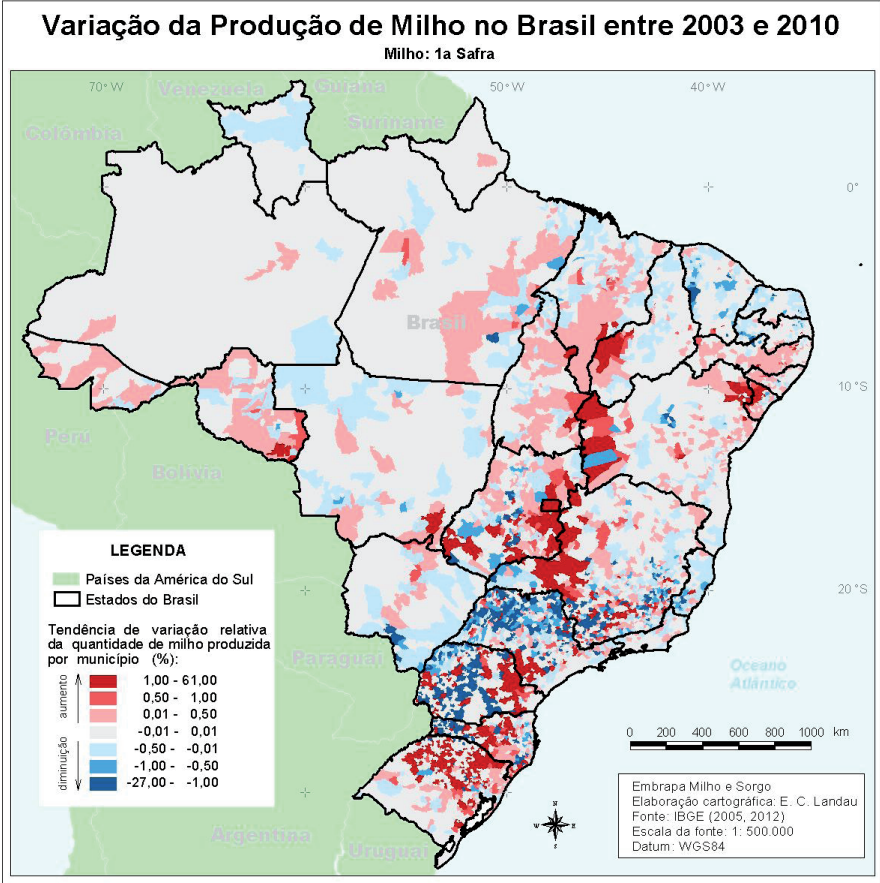 Variação da Produção de Milho no Brasil entre 2003 e 2010
Milho: 1a Safra
70° W
50° W
40° W
Venezuela
Guiana
Suriname
Colômbia
0°
Brasil
10° S
Peru
Bolívia
20° S
Paraguai
Oceano
Atlântico
Argentina
Uruguai
LEGENDA
Países da América do Sul
Estados do Brasil
Tendência de variação relativa
da quantidade de milho produzida
por município (%):
aumento
diminuição
1,00 - 61,00
0,50 - 1,00
0,01 - 0,50
-0,01 - 0,01
-0,50 - -0,01
-1,00 - -0,50
-27,00 - -1,00
0 200 400 600 800 1000 km
N
W E
S
Embrapa Milho e Sorgo
Elaboração cartográfica: E. C. Landau
Fonte: IBGE (2005, 2012)
Escala da fonte: 1: 500.000
Datum: WGS84